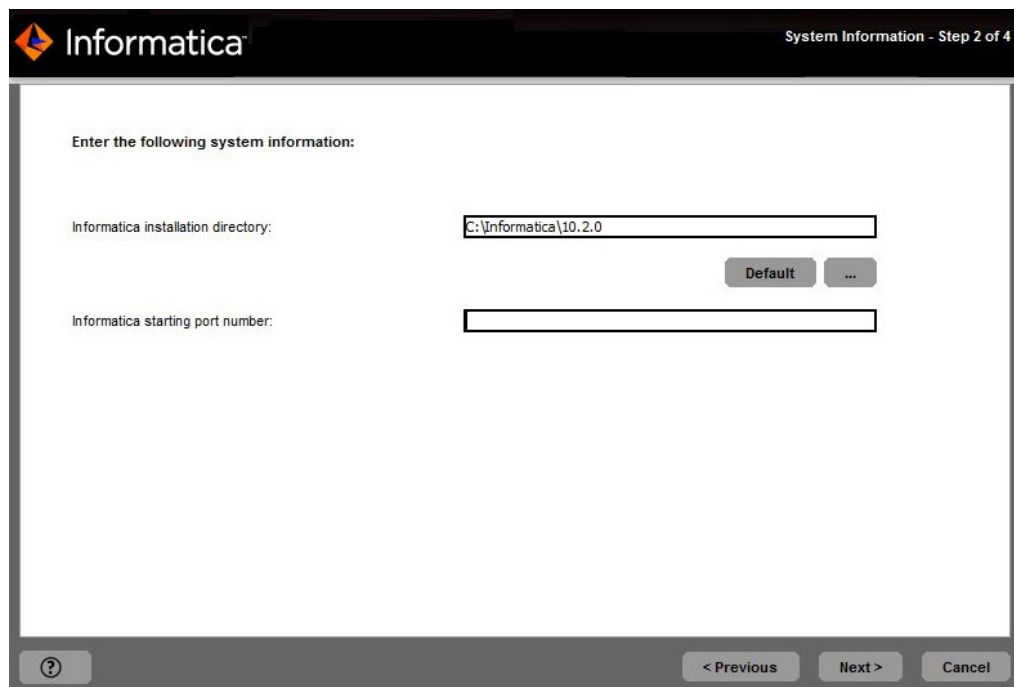 Informatica™
System Information - Step 2 of 4
Enter the following system information:
Informatica installation directory:
C:\Informatica\10.2.0
Default
...
Informatica starting port number:
?
< Previous
Next >
Cancel